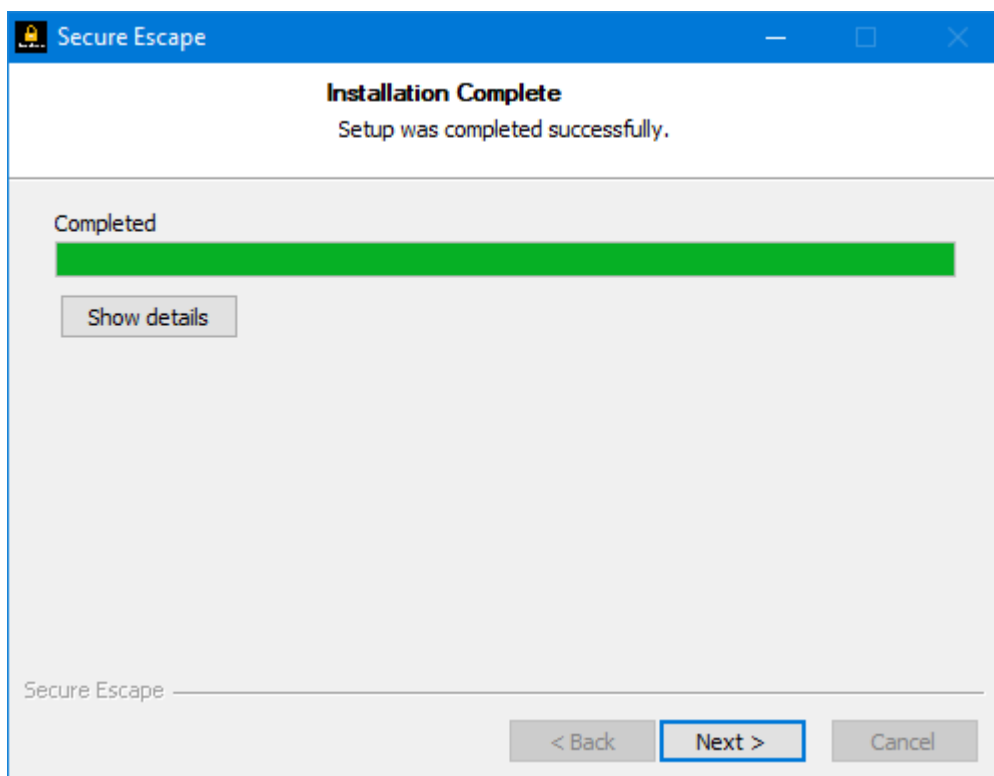 Secure Escape
Installation Complete
Setup was completed successfully.
Completed
Show details
Secure Escape
< Back
Next >
Cancel